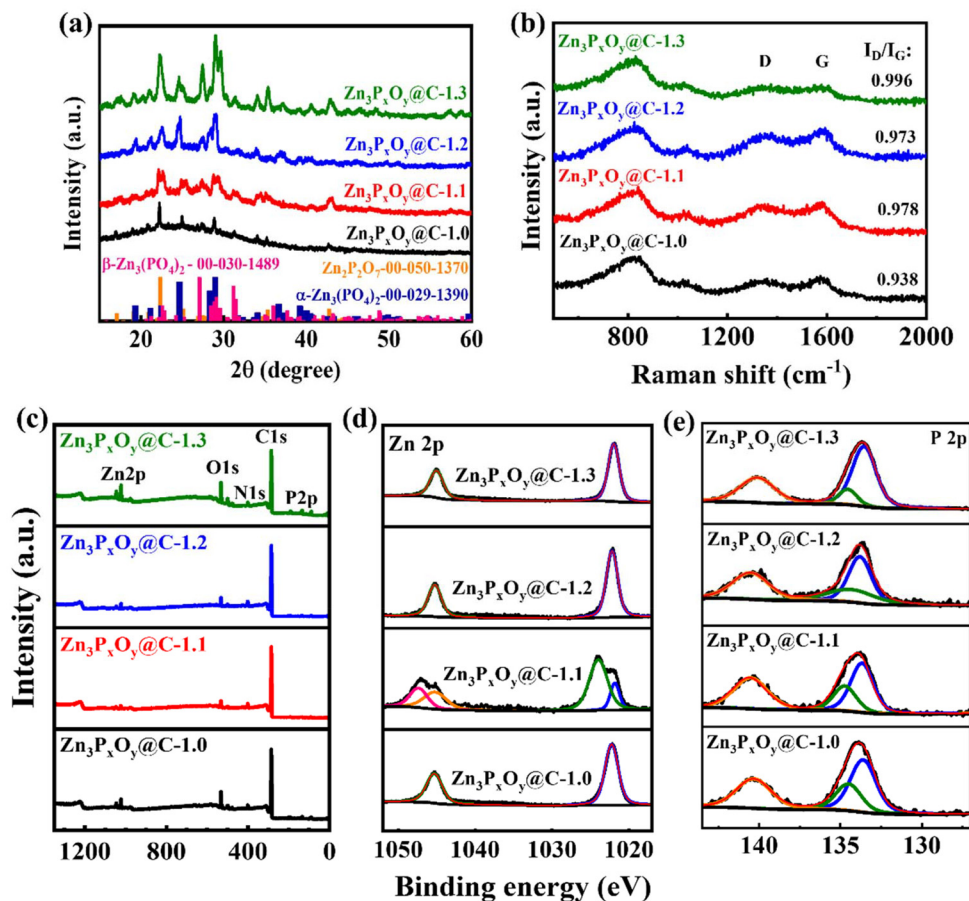 (a)
Intensity (a.u.)
Zn3PxOy@C-1.3
Zn3PxOy@C-1.2
Zn3PxOy@C-1.1
Zn3PxOy@C-1.0
β-Zn3(PO4)2 - 00-030-1489
Zn2P2O7-00-050-1370
α-Zn3(PO4)2-00-029-1390
20 30 40 50 60
2θ (degree)
(b)
Intensity (a.u.)
Zn3PxOy@C-1.3
D G ID/IG:
0.996
Zn3PxOy@C-1.2
0.973
Zn3PxOy@C-1.1
0.978
Zn3PxOy@C-1.0
0.938
800 1200 1600 2000
Raman shift (cm-1)
(c)
Intensity (a.u.)
Zn3PxOy@C-1.3
C1s
Zn2p
O1s
N1s
P2p
Zn3PxOy@C-1.2
Zn3PxOy@C-1.1
Zn3PxOy@C-1.0
1200 800 400 0
(d)
Zn 2p
Zn3PxOy@C-1.3
Zn3PxOy@C-1.2
Zn3PxOy@C-1.1
Zn3PxOy@C-1.0
1050 1040 1030 1020
(e)
Zn3PxOy@C-1.3
P 2p
Zn3PxOy@C-1.2
Zn3PxOy@C-1.1
Zn3PxOy@C-1.0
140 135 130
Binding energy (eV)